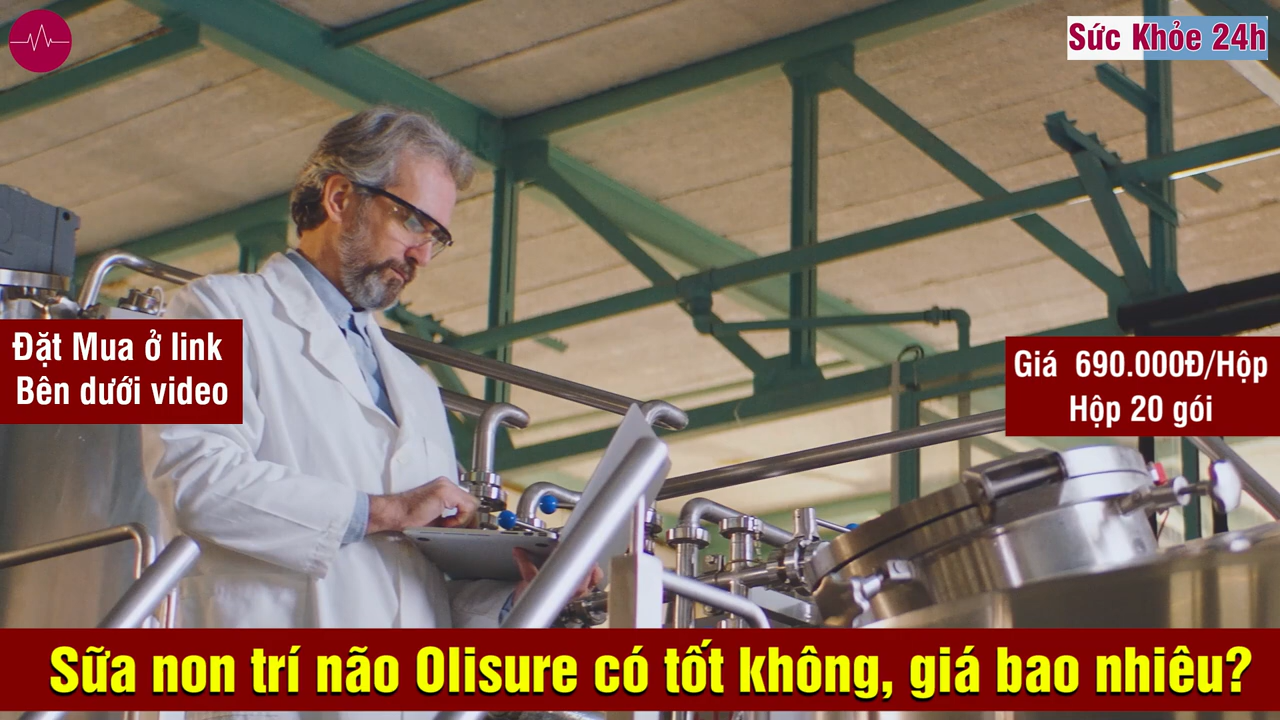 Sức Khỏe 24h
Đặt Mua ở link
Bên dưới video
Giá 690.000Đ/Hộp
Hộp 20 gói
Sữa non trí não Olisure có tốt không, giá bao nhiêu?